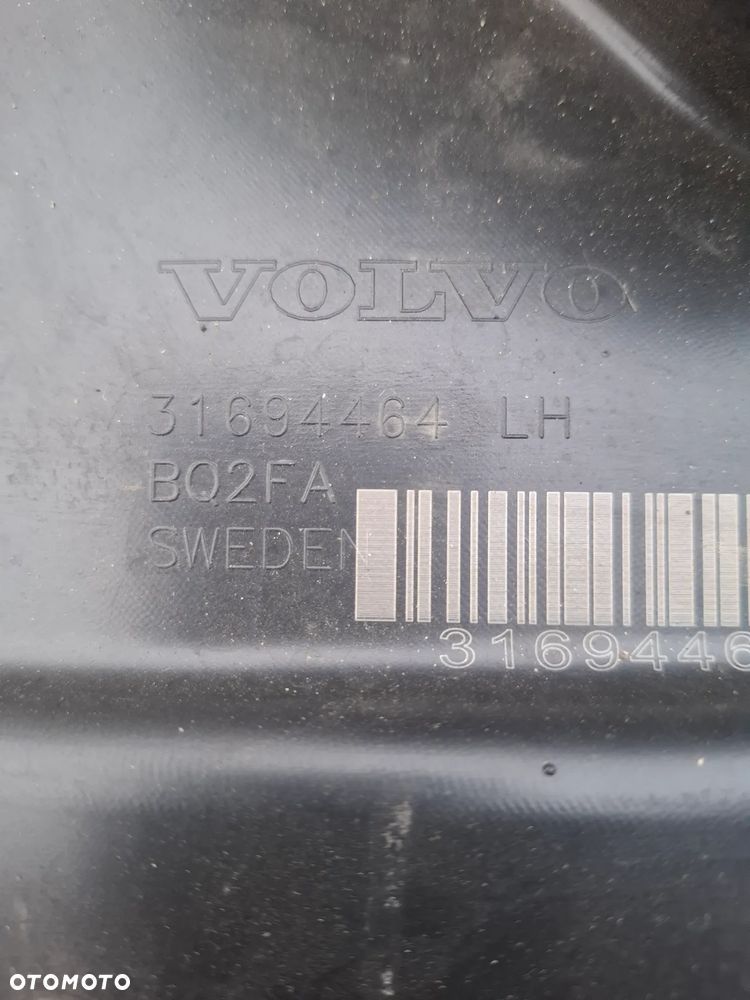 VOLVO
31694464 LH
BQ2FA
SWEDEN
3169446
OTOMOTO